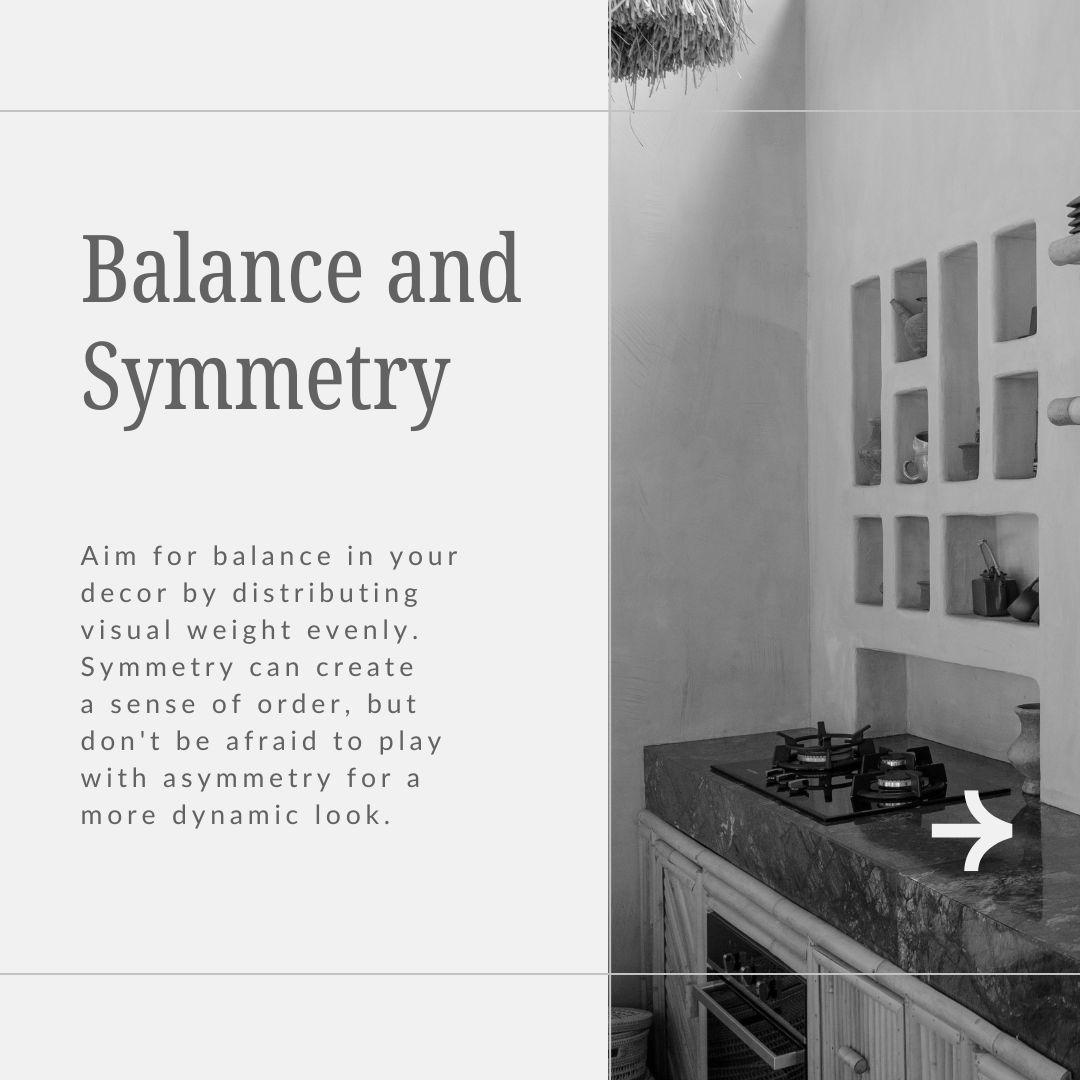 Balance and
Symmetry
Aim for balance in your
decor by distributing
visual weight evenly.
Symmetry can create
a sense of order, but
don't be afraid to play
with asymmetry for a
more dynamic look.